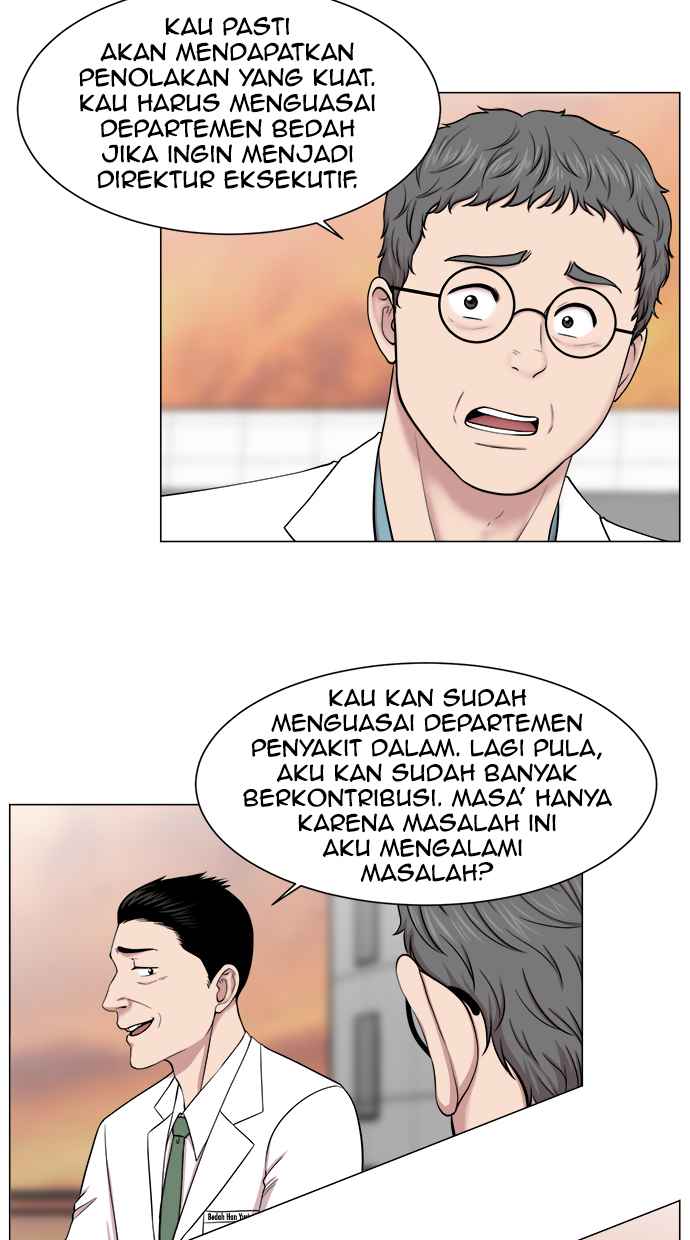 KAU PASTI
AKAN MENDAPATKAN
PENOLAKAN YANG KUAT.
KAU HARUS MENGUASAI
DEPARTEMEN BEDAH
JIKA INGIN MENJADI
DIREKTUR EKSEKUTIF.
KAU KAN SUDAH
MENGUASAI DEPARTEMEN
PENYAKIT DALAM. LAGI PULA,
AKU KAN SUDAH BANYAK
BERKONTRIBUSI. MASA' HANYA
KARENA MASALAH INI
AKU MENGALAMI
MASALAH?
Bedah Han